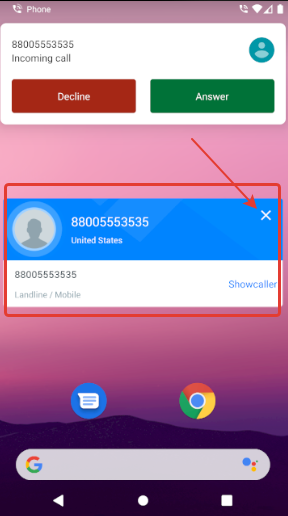 Phone
88005553535
Incoming call
Decline
Answer
88005553535
United States
88005553535
Landline / Mobile
Showcaller